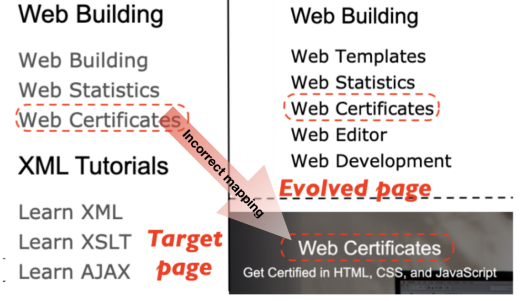 Web Building
Web Building
Web Statistics
Web Certificates
XML Tutorials
Learn XML
Learn XSLT
Learn AJAX
Target
page
Incorrect mapping
Web Building
Web Templates
Web Statistics
Web Certificates
Web Editor
Web Development
Evolved page
Web Certificates
Get Certified in HTML, CSS, and JavaScript